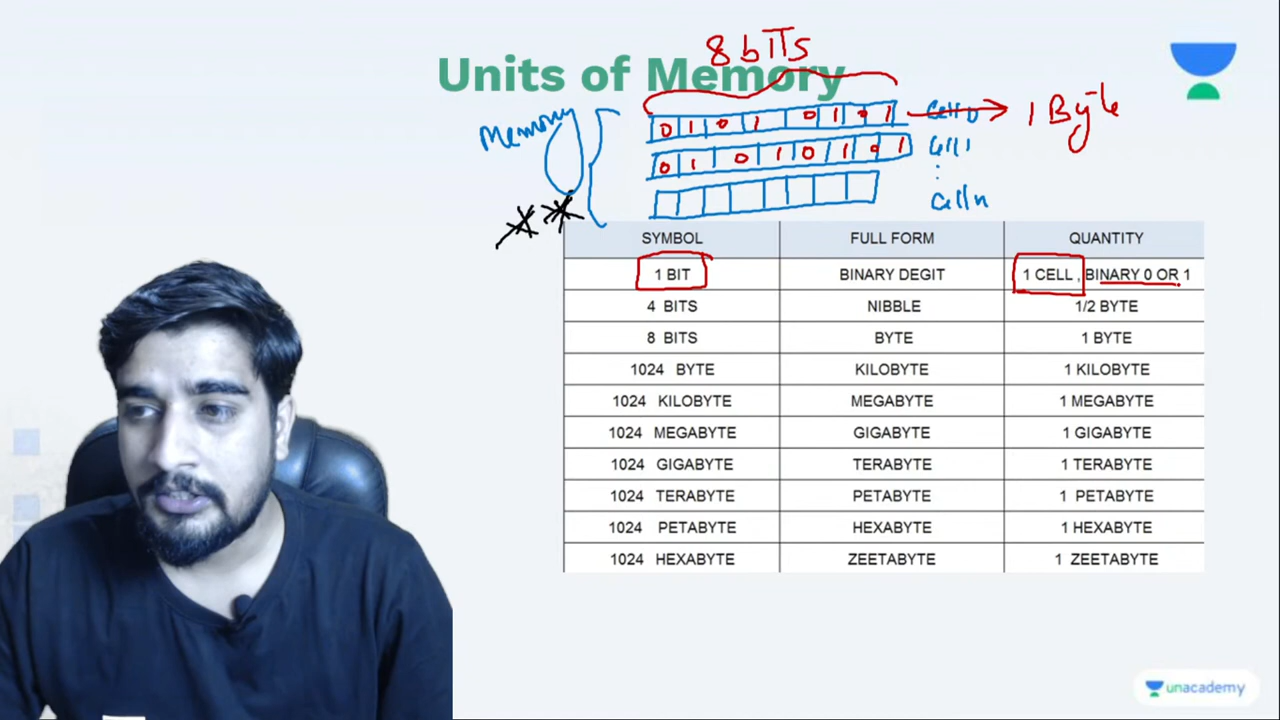 8 bITs
Units of Memory
Memory
0 1 0 1 0 1 0 1 Cell 0 1 Byte
0 1 0 1 0 1 0 1 Cell 1
:
Cell n
SYMBOL FULL FORM QUANTITY
1 BIT BINARY DEGIT 1 CELL , BINARY 0 OR 1
4 BITS NIBBLE 1/2 BYTE
8 BITS BYTE 1 BYTE
1024 BYTE KILOBYTE 1 KILOBYTE
1024 KILOBYTE MEGABYTE 1 MEGABYTE
1024 MEGABYTE GIGABYTE 1 GIGABYTE
1024 GIGABYTE TERABYTE 1 TERABYTE
1024 TERABYTE PETABYTE 1 PETABYTE
1024 PETABYTE HEXABYTE 1 HEXABYTE
1024 HEXABYTE ZEETABYTE 1 ZEETABYTE
unacademy